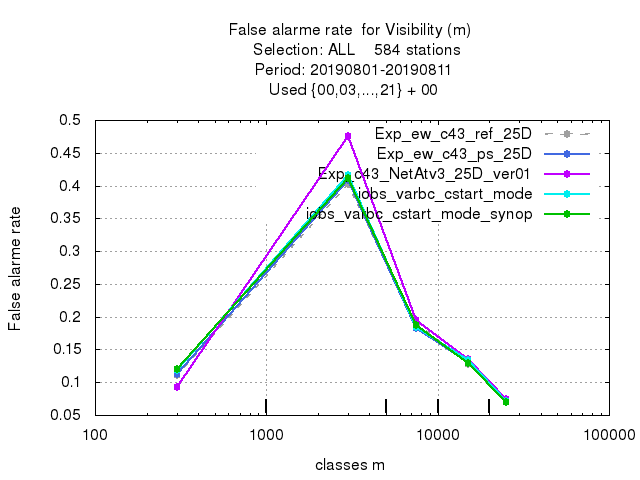 False alarme rate  for Visibility (m)
Selection: ALL    584 stations
Period: 20190801-20190811
Used {00,03,...,21} + 00
0.5
0.45
0.4
0.35
0.3
0.25
0.2
0.15
0.1
0.05
False alarme rate
Exp_ew_c43_ref_25D
Exp_ew_c43_ps_25D
Exp_c43_NetAtv3_25D_ver01
iobs_varbc_cstart_mode
iobs_varbc_cstart_mode_synop
100
1000
10000
100000
classes m